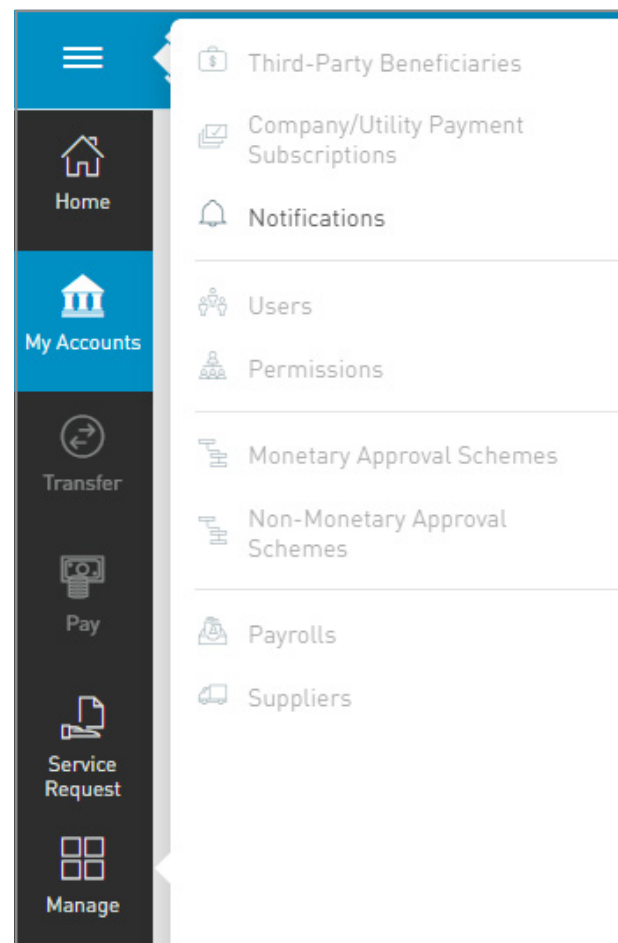 Home
My Accounts
Transfer
Pay
Service
Request
Manage
Third-Party Beneficiaries
Company/Utility Payment
Subscriptions
Notifications
Users
Permissions
Monetary Approval Schemes
Non-Monetary Approval
Schemes
Payrolls
Suppliers